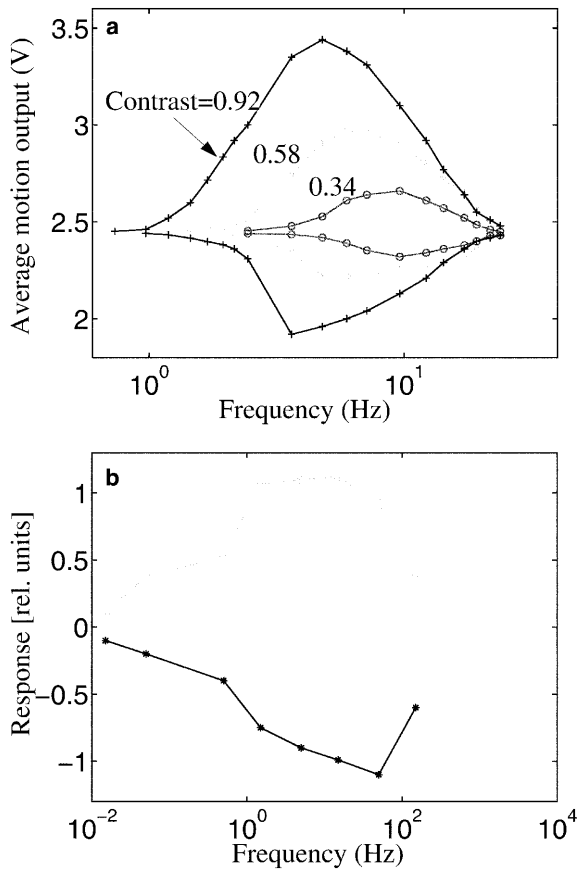 a
3.5
3
2.5
2
Average motion output (V)
Contrast=0.92
0.58
0.34
10^0
10^1
Frequency (Hz)
b
1
0.5
0
−0.5
−1
Response [rel. units]
10^−2
10^0
10^2
10^4
Frequency (Hz)